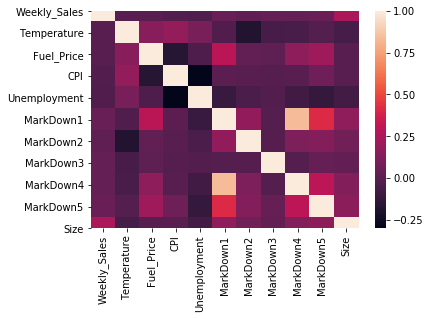 Weekly_Sales
Temperature
Fuel_Price
CPI
Unemployment
MarkDown1
MarkDown2
MarkDown3
MarkDown4
MarkDown5
Size
Weekly_Sales
Temperature
Fuel_Price
CPI
Unemployment
MarkDown1
MarkDown2
MarkDown3
MarkDown4
MarkDown5
Size
1.00
0.75
0.50
0.25
0.00
−0.25